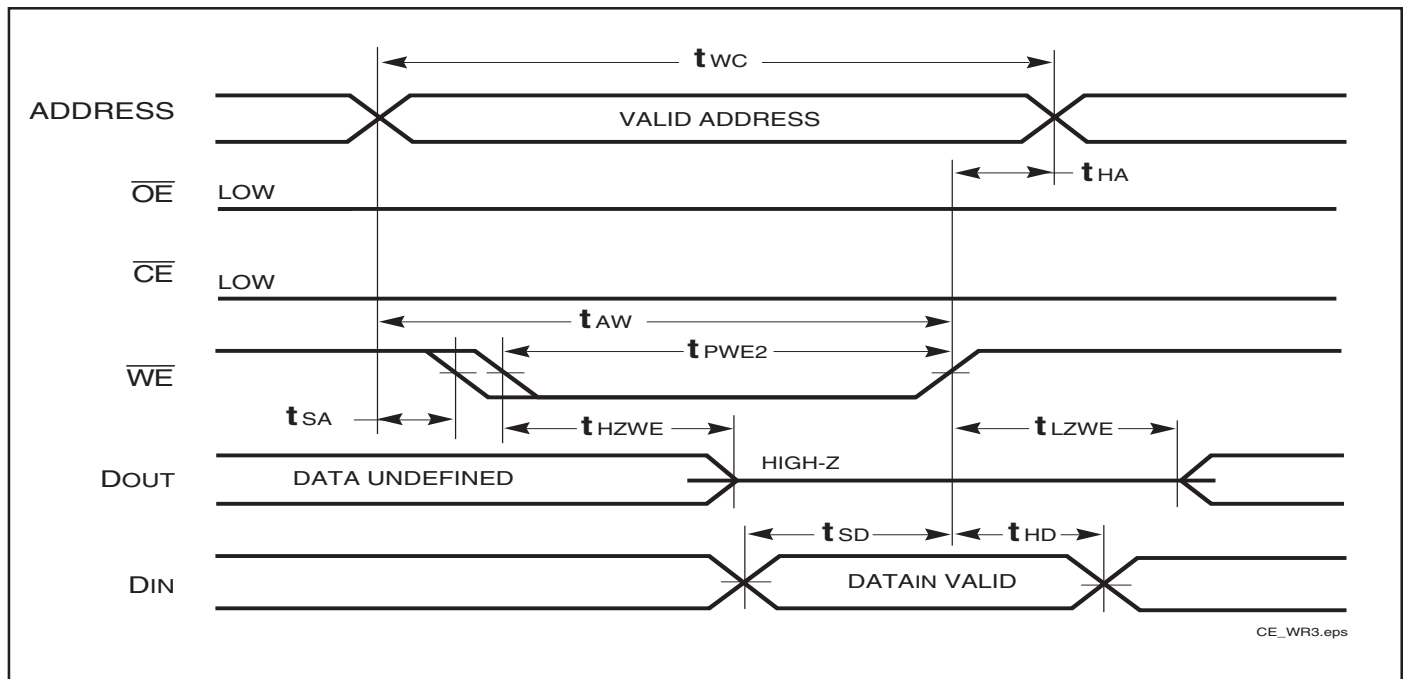 tWC
ADDRESS
VALID ADDRESS
tHA
OE
LOW
CE
LOW
tAW
tPWE2
WE
tSA
tHZWE
tLZWE
DOUT
DATA UNDEFINED
HIGH-Z
tSD
tHD
DIN
DATAIN VALID
CE_WR3.eps